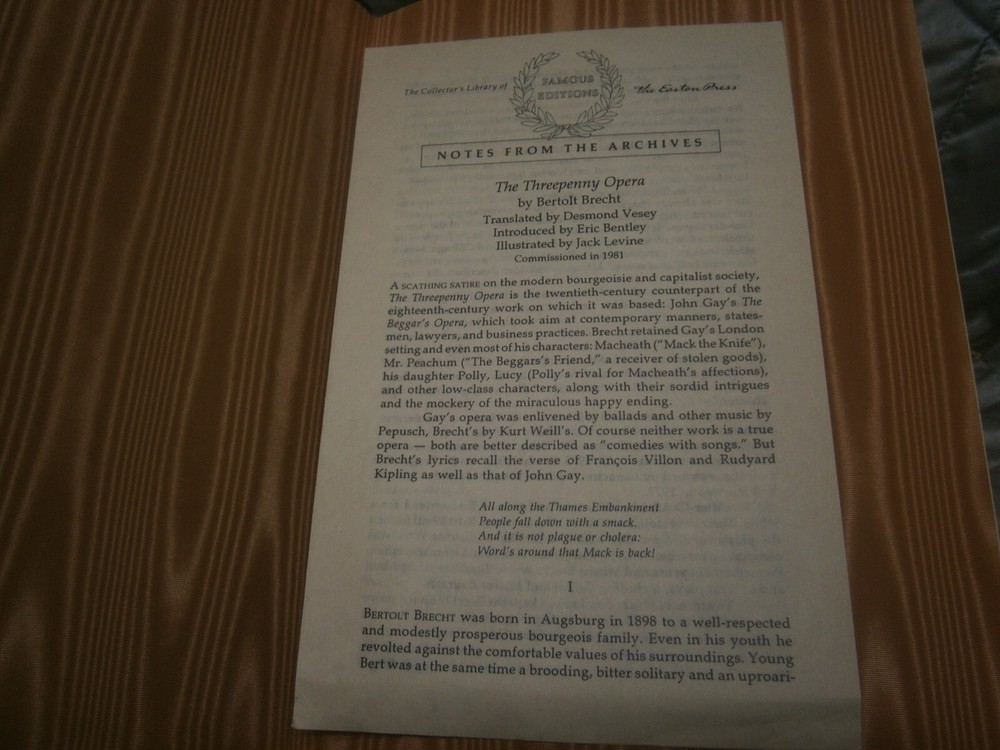 The Collector's Library of
FAMOUS
EDITIONS
the Easton Press
NOTES FROM THE ARCHIVES
The Threepenny Opera
by Bertolt Brecht
Translated by Desmond Vesey
Introduced by Eric Bentley
Illustrated by Jack Levine
Commissioned in 1981
A SCATHING SATIRE on the modern bourgeoisie and capitalist society,
The Threepenny Opera is the twentieth-century counterpart of the
eighteenth-century work on which it was based: John Gay's The
Beggar's Opera, which took aim at contemporary manners, states-
men, lawyers, and business practices. Brecht retained Gay's London
setting and even most of his characters: Macheath ("Mack the Knife"),
Mr. Peachum ("The Beggars's Friend," a receiver of stolen goods),
his daughter Polly, Lucy (Polly's rival for Macheath's affections),
and other low-class characters, along with their sordid intrigues
and the mockery of the miraculous happy ending.
Gay's opera was enlivened by ballads and other music by
Pepusch, Brecht's by Kurt Weill's. Of course neither work is a true
opera — both are better described as "comedies with songs." But
Brecht's lyrics recall the verse of François Villon and Rudyard
Kipling as well as that of John Gay.
All along the Thames Embankment
People fall down with a smack.
And it is not plague or cholera:
Word's around that Mack is back!
I
BERTOLT BRECHT was born in Augsburg in 1898 to a well-respected
and modestly prosperous bourgeois family. Even in his youth he
revolted against the comfortable values of his surroundings. Young
Bert was at the same time a brooding, bitter solitary and an uproari-